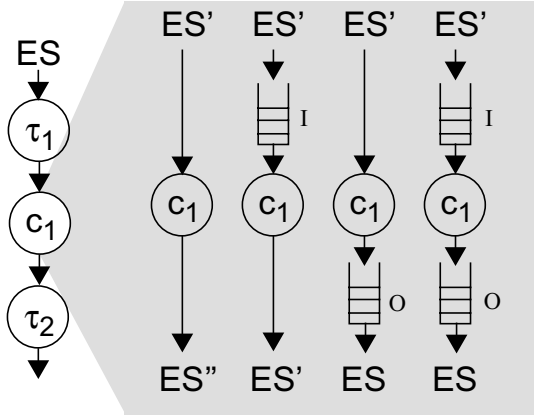 ES
τ1
c1
τ2
ES’ ES’ ES’ ES’
I I
c1 c1 c1 c1
O O
ES” ES’ ES ES